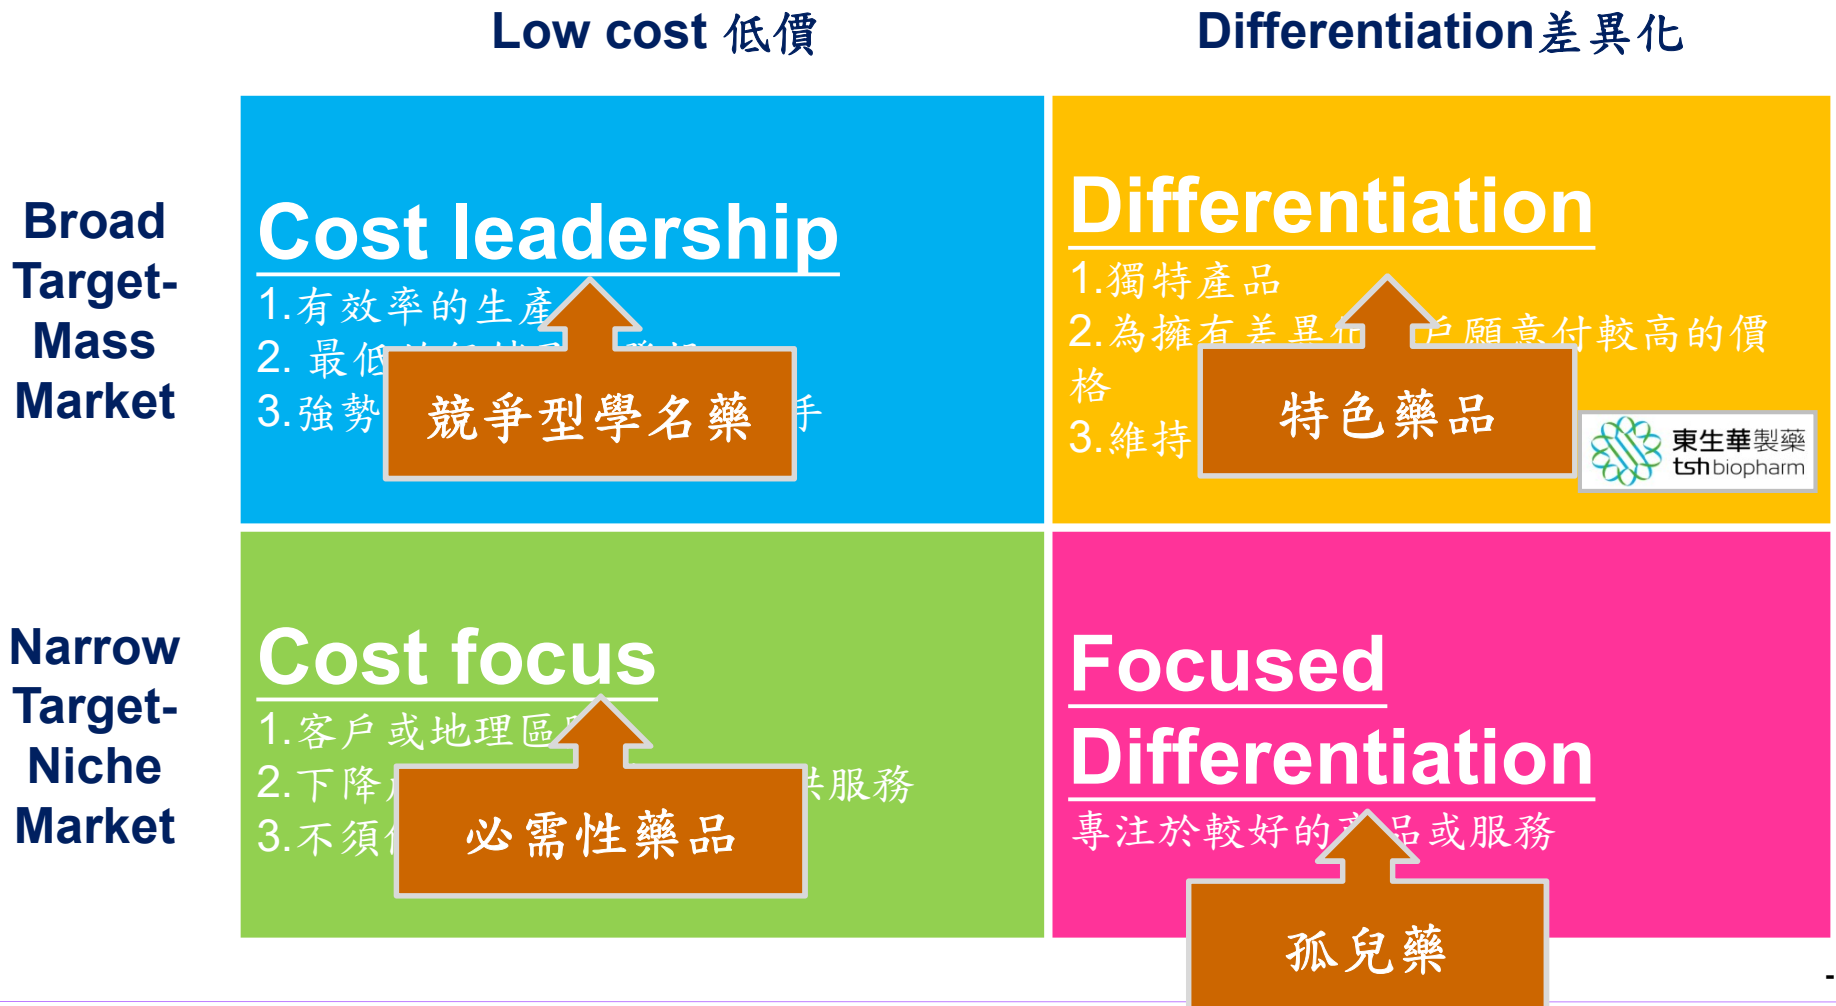 Low cost 低價
Differentiation差異化
Broad
Target-
Mass
Market
Cost leadership
1.有效率的生產
2. 最低
3.強勢 手
競爭型學名藥
Differentiation
1.獨特產品
2.為擁有差異化 戶願意付較高的價
格
3.維持
特色藥品
東生華製藥
tsh biopharm
Narrow
Target-
Niche
Market
Cost focus
1.客戶或地理區
2.下降 服務
3.不須
必需性藥品
Focused
Differentiation
專注於較好的 品或服務
孤兒藥
-